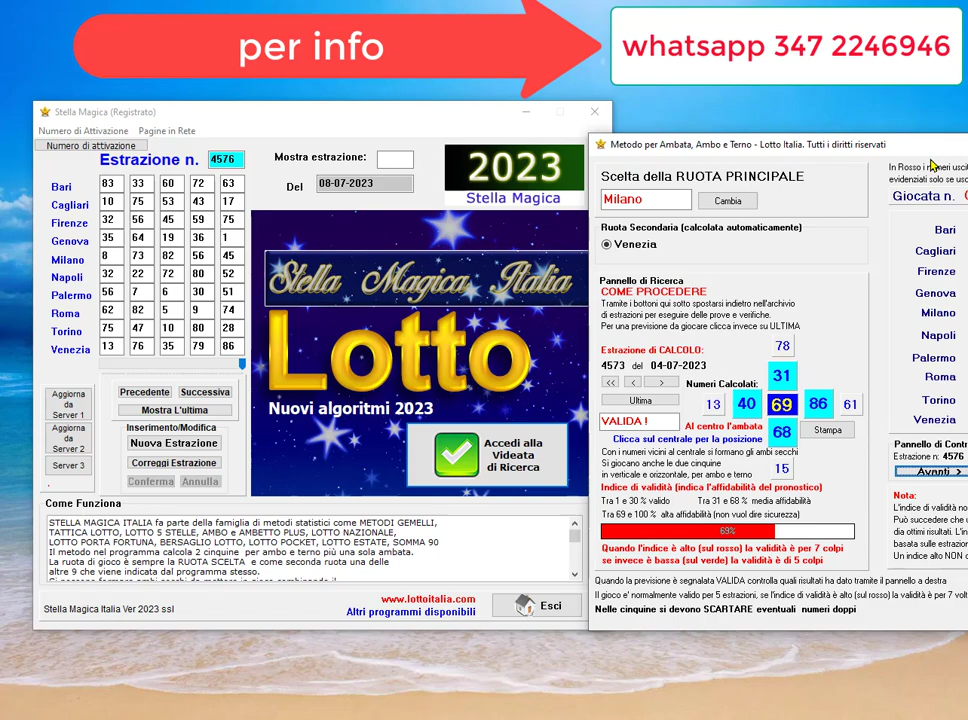 per info
whatsapp 347 2246946
Stella Magica (Registrato)
Numero di Attivazione Pagine in Rete
Numero di attivazione
Estrazione n. 4576
Mostra estrazione:
Del 08-07-2023
2023
Stella Magica
Bari 83 33 60 72 63
Cagliari 10 75 53 43 17
Firenze 32 56 45 59 75
Genova 35 64 19 36 1
Milano 8 73 82 56 45
Napoli 32 22 72 80 52
Palermo 56 7 6 30 51
Roma 62 82 5 9 74
Torino 75 47 10 80 28
Venezia 13 76 35 79 86
Stella Magica Italia
Lotto
Nuovi algoritmi 2023
Accedi alla
Videata
di Ricerca
Aggiorna
da
Server 1
Aggiorna
da
Server 2
Server 3
Precedente Successiva
Mostra L'ultima
Inserimento/Modifica
Nuova Estrazione
Correggi Estrazione
Conferma Annulla
Come Funziona
STELLA MAGICA ITALIA fa parte della famiglia di metodi statistici come METODI GEMELLI,
TATTICA LOTTO, LOTTO 5 STELLE, AMBO e AMBETTO PLUS, LOTTO NAZIONALE,
LOTTO PORTA FORTUNA, BERSAGLIO LOTTO, LOTTO POCKET, LOTTO ESTATE, SOMMA 90
Il metodo nel programma calcola 2 cinquine per ambo e terno più una sola ambata.
La ruota di gioco è sempre la RUOTA SCELTA e come seconda ruota una delle
altre 9 che viene indicata dal programma stesso.
Stella Magica Italia Ver 2023 ssl
www.lottoitalia.com
Altri programmi disponibili
Esci
Metodo per Ambata, Ambo e Terno - Lotto Italia. Tutti i diritti riservati
Scelta della RUOTA PRINCIPALE
Milano Cambia
Ruota Secondaria (calcolata automaticamente)
Venezia
Pannello di Ricerca
COME PROCEDERE
Tramite i bottoni qui sotto spostarsi indietro nell'archivio
di estrazioni per eseguire delle prove e verifiche.
Per una previsione da giocare clicca invece su ULTIMA
Estrazione di CALCOLO:
4573 del 04-07-2023
<< < >
Ultima
VALIDA !
Numeri Calcolati:
78
31
13 40 69 86 61
68
15
Al centro l'ambata
Clicca sul centrale per la posizione
Stampa
Con i numeri vicini al centrale si formano gli ambi secchi
Si giocano anche le due cinquine
in verticale e orizzontale, per ambo e terno
Indice di validità (indica l'affidabilità del pronostico)
Tra 1 e 30 % valido Tra 31 e 68 % media affidabilità
Tra 69 e 100 % alta affidabilità (non vuol dire sicurezza)
69%
Quando l'indice è alto (sul rosso) la validità è per 7 colpi
se invece è bassa (sul verde) la validità è di 5 colpi
Quando la previsione è segnalata VALIDA controlla quali risultati ha dato tramite il pannello a destra
Il gioco e' normalmente valido per 5 estrazioni, se l'indice di validità è alto (sul rosso) la validità è per 7 volt
Nelle cinquine si devono SCARTARE eventuali numeri doppi
In Rosso i numeri usci
evidenziati solo se usc
Giocata n.
Bari
Cagliari
Firenze
Genova
Milano
Napoli
Palermo
Roma
Torino
Venezia
Pannello di Contr
Estrazione n: 4576
Avanti >
Nota:
L'indice di validità no
Può succedere che u
dia ottimi risultati. L'in
basata sulle estrazio
Un indice alto NON c